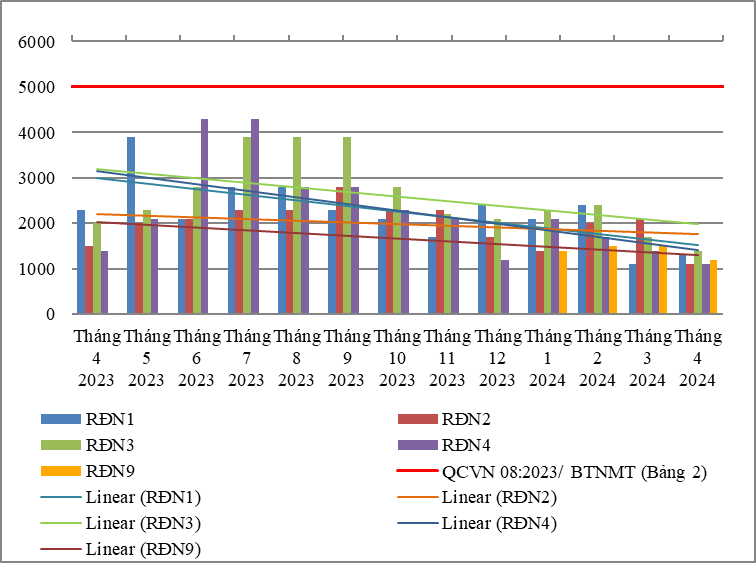 6000
5000
4000
3000
2000
1000
0
Tháng Tháng Tháng Tháng Tháng Tháng Tháng Tháng Tháng Tháng Tháng Tháng Tháng
4 5 6 7 8 9 10 11 12 1 2 3 4
2023 2023 2023 2023 2023 2023 2023 2023 2023 2024 2024 2024 2024
RĐN1 RĐN2
RĐN3 RĐN4
RĐN9 QCVN 08:2023/ BTNMT (Bảng 2)
Linear (RĐN1) Linear (RĐN2)
Linear (RĐN3) Linear (RĐN4)
Linear (RĐN9)